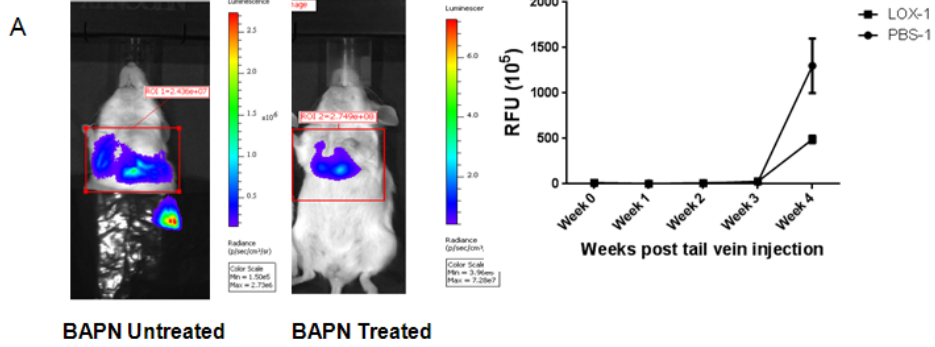 A
Luminescence
ROI 1=2.436e+07
2.5
2.0
1.5
x10⁶
1.0
0.5
Radiance
(p/sec/cm²/sr)
Color Scale
Min = 1.50e5
Max = 2.73e6
BAPN Untreated
mage
ROI 2=2.749e+08
Luminescer
6.0
4.0
2.0
Radiance
(p/sec/cm²/
Color Scale
Min = 3.96e
Max = 7.28e7
BAPN Treated
RFU (10⁵)
2000
1500
1000
500
0
Week 0
Week 1
Week 2
Week 3
Week 4
Weeks post tail vein injection
LOX-1
PBS-1